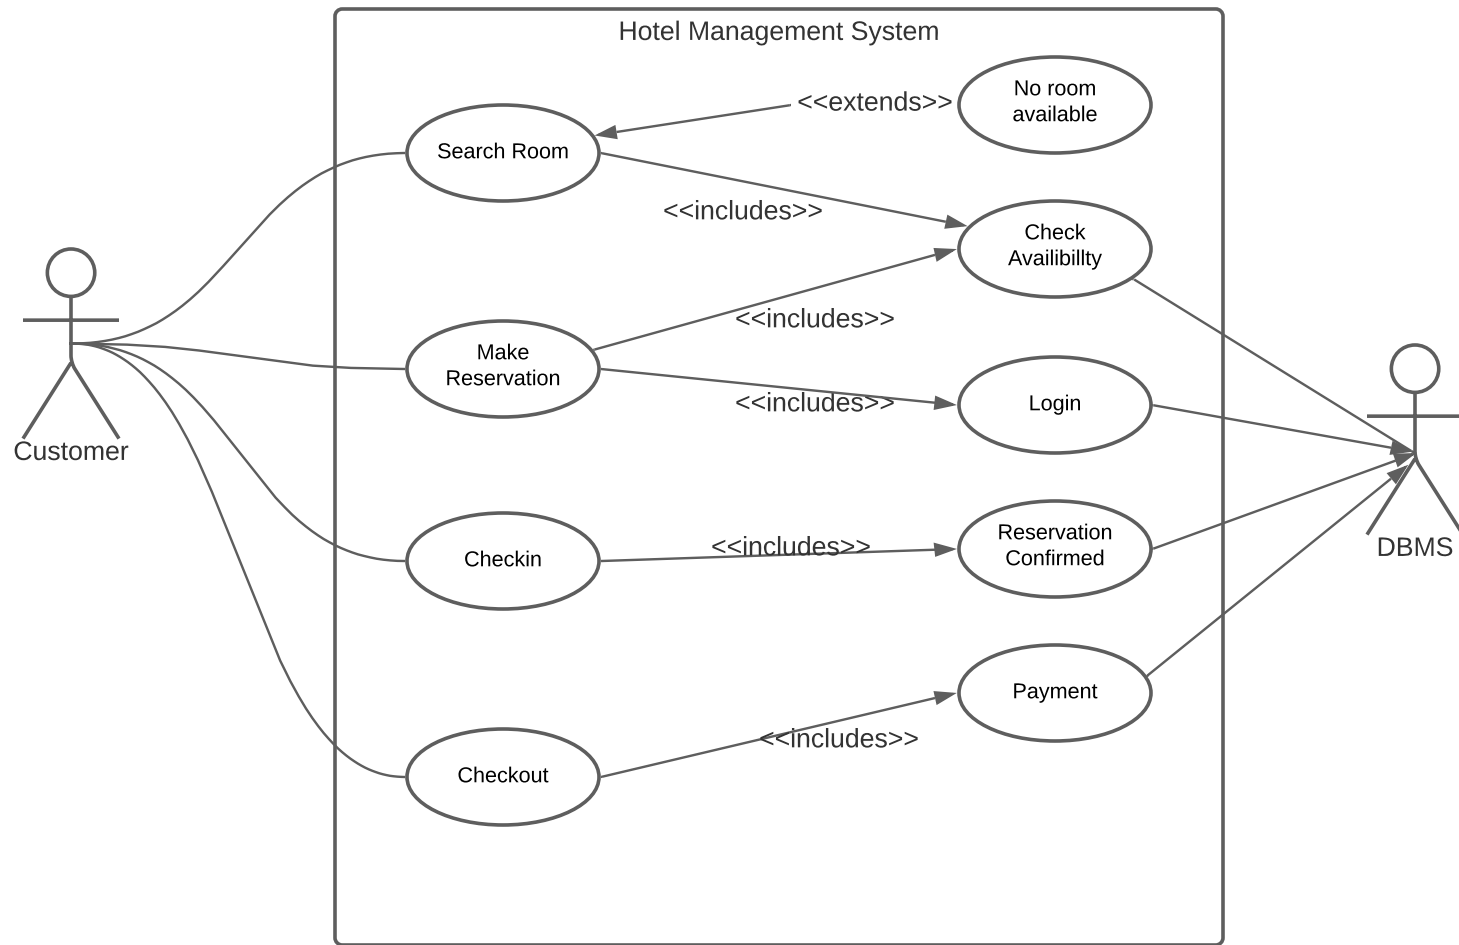 Hotel Management System
No room
available
<<extends>>
Search Room
<<includes>>
Check
Availibillty
<<includes>>
Make
Reservation
<<includes>>
Login
Customer
<<includes>>
Reservation
Confirmed
DBMS
Checkin
Payment
<<includes>>
Checkout